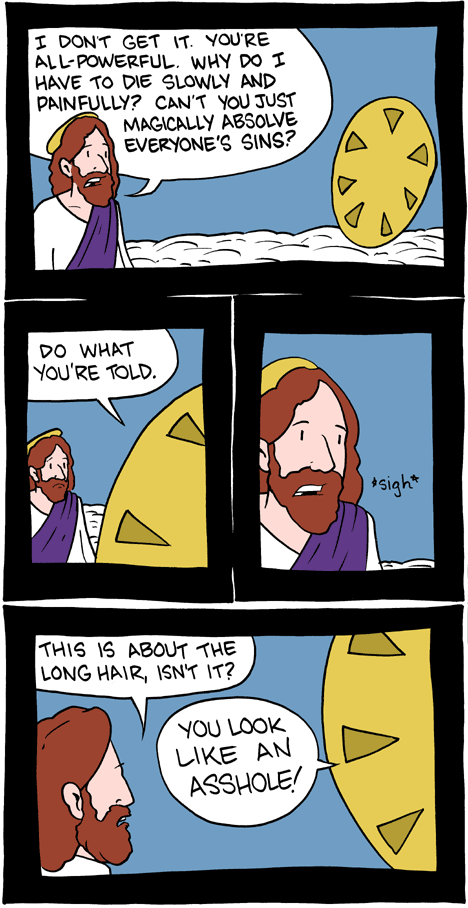 I DON'T GET IT. YOU'RE
ALL-POWERFUL. WHY DO I
HAVE TO DIE SLOWLY AND
PAINFULLY? CAN'T YOU JUST
MAGICALLY ABSOLVE
EVERYONE'S SINS?
DO WHAT
YOU'RE TOLD.
*sigh*
THIS IS ABOUT THE
LONG HAIR, ISN'T IT?
YOU LOOK
LIKE AN
ASSHOLE!